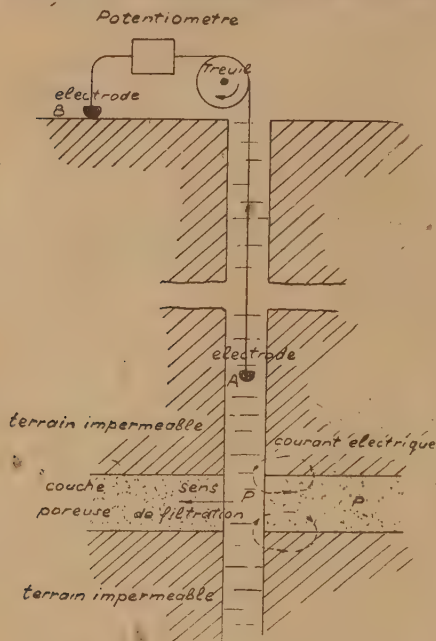 Potentiometre
Treuil
electrode
B
electrode
A
terrain impermeable
courant electrique
couche sens P P
poreuse de filtration
terrain impermeable